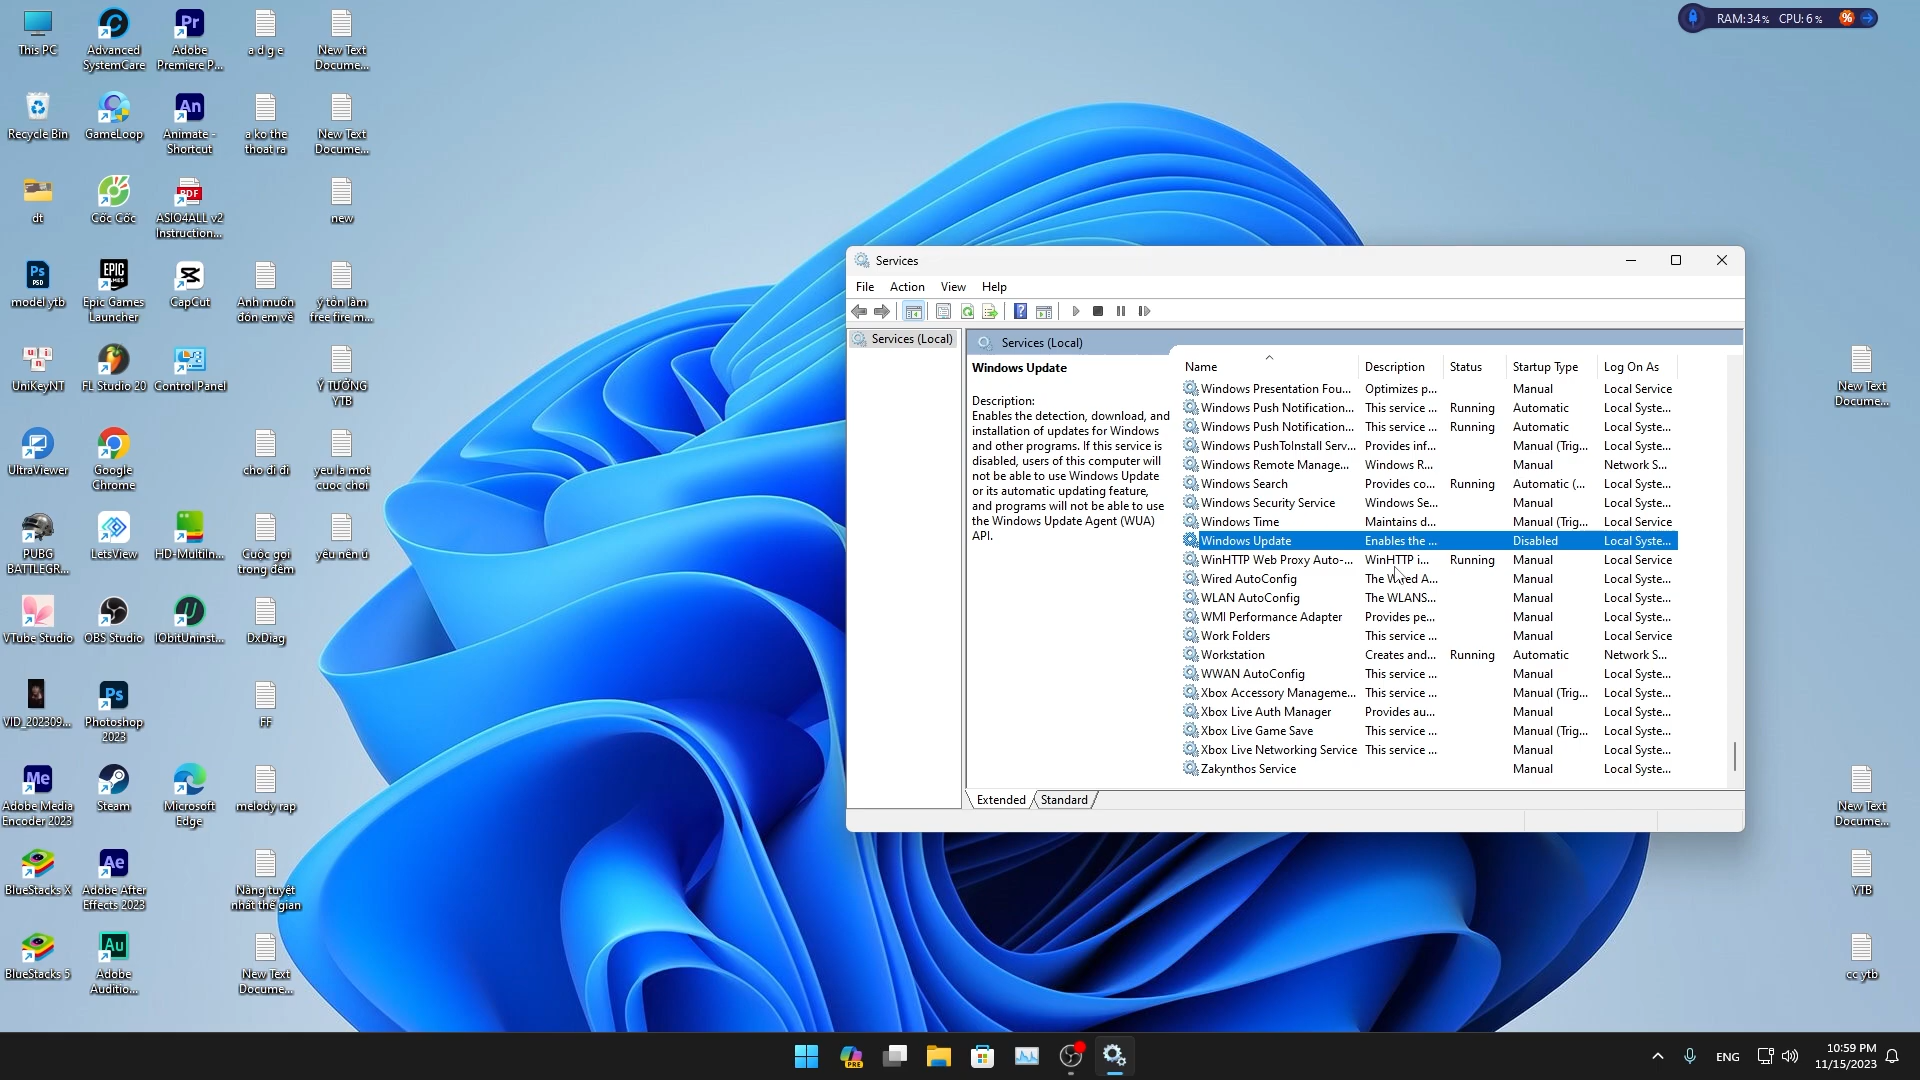 This PC
Advanced
SystemCare
Adobe
Premiere P...
a d g e
New Text
Docume...
Recycle Bin
GameLoop
Animate -
Shortcut
a ko the
thoat ra
New Text
Docume...
dt
Cốc Cốc
ASIO4ALL v2
Instruction...
new
model ytb
Epic Games
Launcher
CapCut
Anh muốn
đón em về
ý tồn làm
free fire m...
UniKeyNT
FL Studio 20
Control Panel
Ý TƯỞNG
YTB
UltraViewer
Google
Chrome
cho đi đi
yeu la mot
cuoc choi
PUBG
BATTLEGR...
LetsView
HD-MultiIn...
Cuộc gọi
trong đêm
yêu nên ú
VTube Studio
OBS Studio
IObitUninst...
DxDiag
VID_202309...
Photoshop
2023
FF
Adobe Media
Encoder 2023
Steam
Microsoft
Edge
melody rap
BlueStacks X
Adobe After
Effects 2023
Nàng tuyệt
nhất thế gian
BlueStacks 5
Adobe
Auditio...
New Text
Docume...
RAM:34% CPU: 6%
Services
File Action View Help
Services (Local)
Services (Local)
Windows Update
Description:
Enables the detection, download, and
installation of updates for Windows
and other programs. If this service is
disabled, users of this computer will
not be able to use Windows Update
or its automatic updating feature,
and programs will not be able to use
the Windows Update Agent (WUA)
API.
Name Description Status Startup Type Log On As
Windows Presentation Fou... Optimizes p... Manual Local Service
Windows Push Notification... This service ... Running Automatic Local Syste...
Windows Push Notification... This service ... Running Automatic Local Syste...
Windows PushToInstall Serv... Provides inf... Manual (Trig... Local Syste...
Windows Remote Manage... Windows R... Manual Network S...
Windows Search Provides co... Running Automatic (... Local Syste...
Windows Security Service Windows Se... Manual Local Syste...
Windows Time Maintains d... Manual (Trig... Local Service
Windows Update Enables the ... Disabled Local Syste...
WinHTTP Web Proxy Auto-... WinHTTP i... Running Manual Local Service
Wired AutoConfig The Wired A... Manual Local Syste...
WLAN AutoConfig The WLANS... Manual Local Syste...
WMI Performance Adapter Provides pe... Manual Local Syste...
Work Folders This service ... Manual Local Service
Workstation Creates and... Running Automatic Network S...
WWAN AutoConfig This service ... Manual Local Syste...
Xbox Accessory Manageme... This service ... Manual (Trig... Local Syste...
Xbox Live Auth Manager Provides au... Manual Local Syste...
Xbox Live Game Save This service ... Manual (Trig... Local Syste...
Xbox Live Networking Service This service ... Manual Local Syste...
Zakynthos Service Manual Local Syste...
Extended Standard
New Text
Docume...
New Text
Docume...
YTB
cc ytb
ENG
10:59 PM
11/15/2023